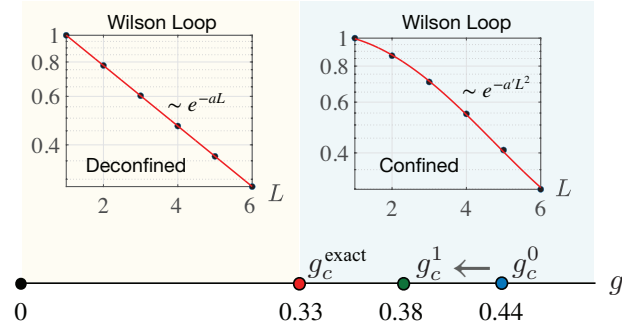 Wilson Loop
1
0.8
0.6
0.4
~ e^{-aL}
Deconfined
2
4
6
L
Wilson Loop
1
0.8
0.6
0.4
~ e^{-a'L^2}
Confined
2
4
6
L
g_c^{exact}
g_c^1
g_c^0
g
0
0.33
0.38
0.44